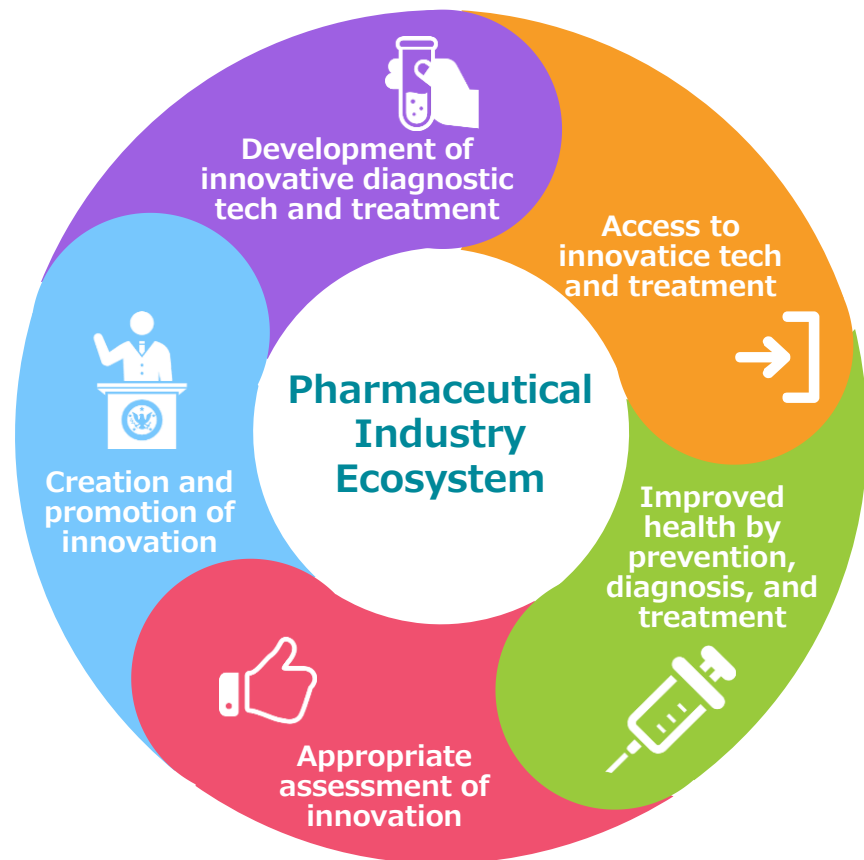 Development of
innovative diagnostic
tech and treatment
Access to
innovatice tech
and treatment
Improved
health by
prevention,
diagnosis, and
treatment
Appropriate
assessment of
innovation
Creation and
promotion of
innovation
Pharmaceutical
Industry
Ecosystem